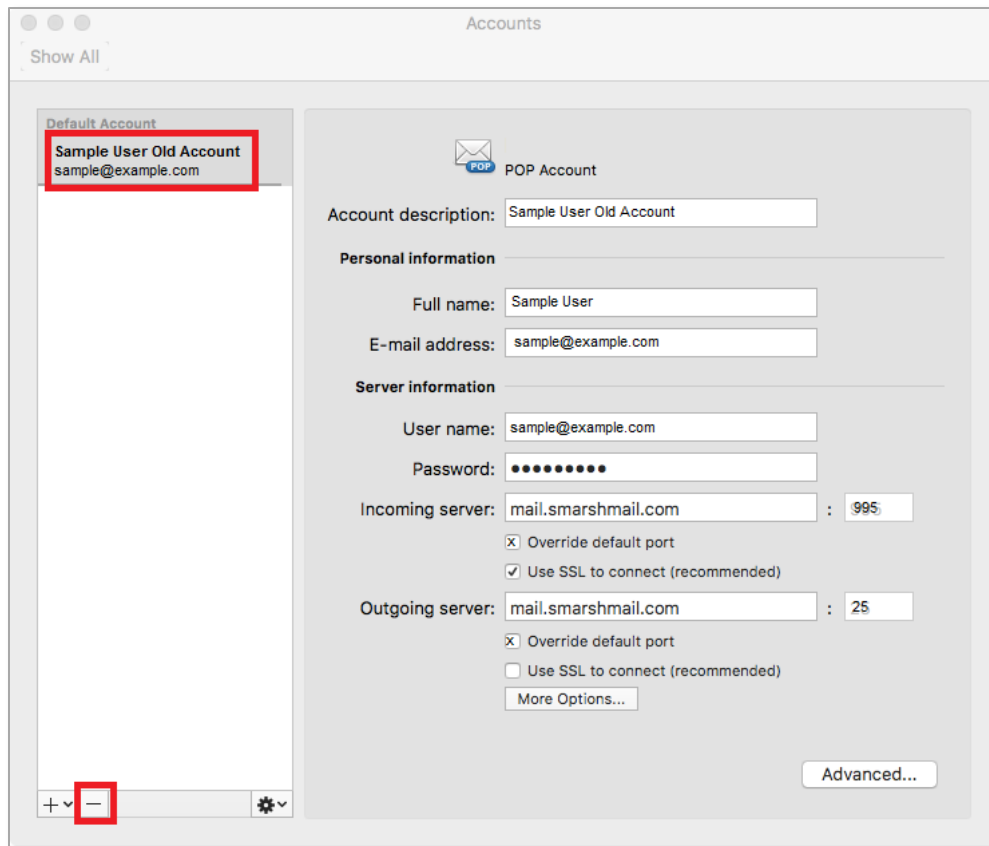 Accounts
Show All
Default Account
Sample User Old Account
sample@example.com
POP
POP Account
Account description: Sample User Old Account
Personal information
Full name: Sample User
E-mail address: sample@example.com
Server information
User name: sample@example.com
Password: •••••••••
Incoming server: mail.smarshmail.com : 995
x Override default port
✓ Use SSL to connect (recommended)
Outgoing server: mail.smarshmail.com : 25
x Override default port
Use SSL to connect (recommended)
More Options...
Advanced...
+ −